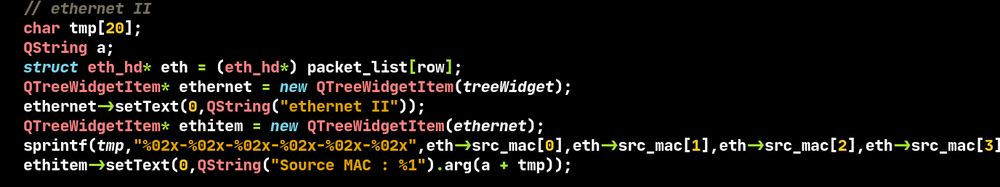 // ethernet II
char tmp[20];
QString a;
struct eth_hd* eth = (eth_hd*) packet_list[row];
QTreeWidgetItem* ethernet = new QTreeWidgetItem(treeWidget);
ethernet->setText(0,QString("ethernet II"));
QTreeWidgetItem* ethitem = new QTreeWidgetItem(ethernet);
sprintf(tmp,"%02x-%02x-%02x-%02x-%02x-%02x",eth->src_mac[0],eth->src_mac[1],eth->src_mac[2],eth->src_mac[3]
ethitem->setText(0,QString("Source MAC : %1").arg(a + tmp));